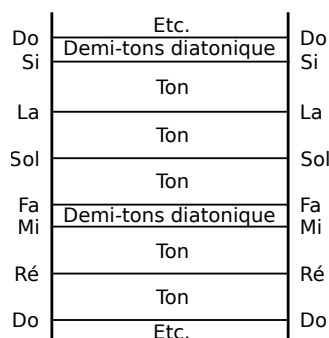 Etc.
Do Do
Demi-tons diatonique
Si Si
Ton
La La
Ton
Sol Sol
Ton
Fa Fa
Demi-tons diatonique
Mi Mi
Ton
Ré Ré
Ton
Do Do
Etc.